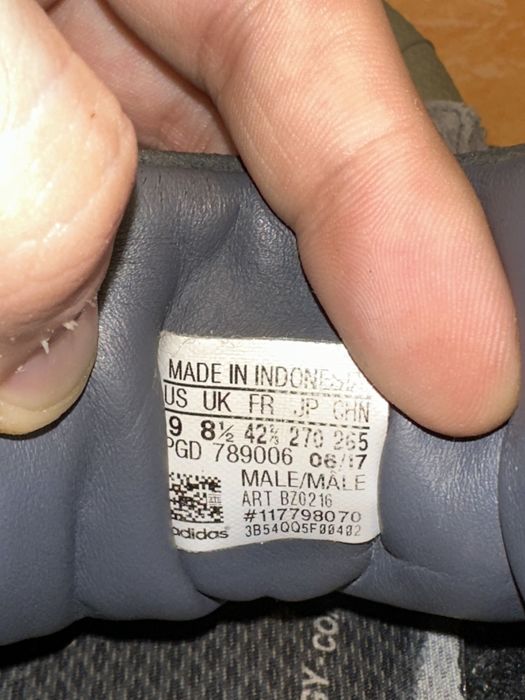 MADE IN INDONESIA
US UK FR JP CHN
9 8½ 42⅔ 270 265
PGD 789006 06/17
MALE/MÂLE
ART BZ0216
#117798070
adidas 3B54QQ5F00402